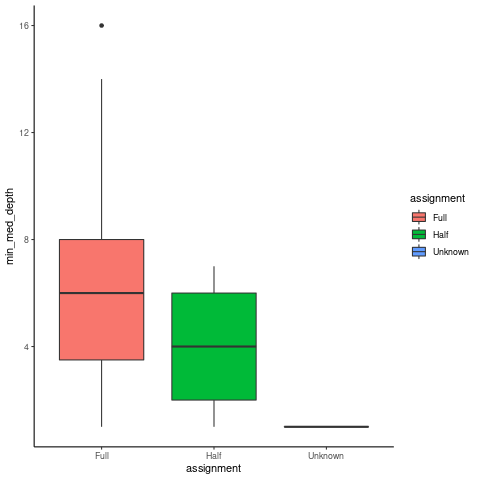 16
12
8
4
min_med_depth
Full
Half
Unknown
assignment
assignment
Full
Half
Unknown